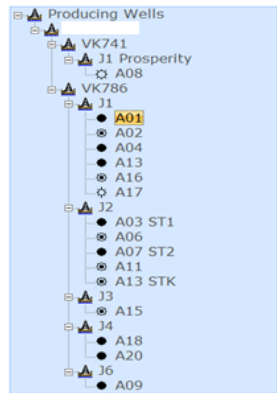 Producing Wells
VK741
J1 Prosperity
A08
VK786
J1
A01
A02
A04
A13
A16
A17
J2
A03 ST1
A06
A07 ST2
A11
A13 STK
J3
A15
J4
A18
A20
J6
A09